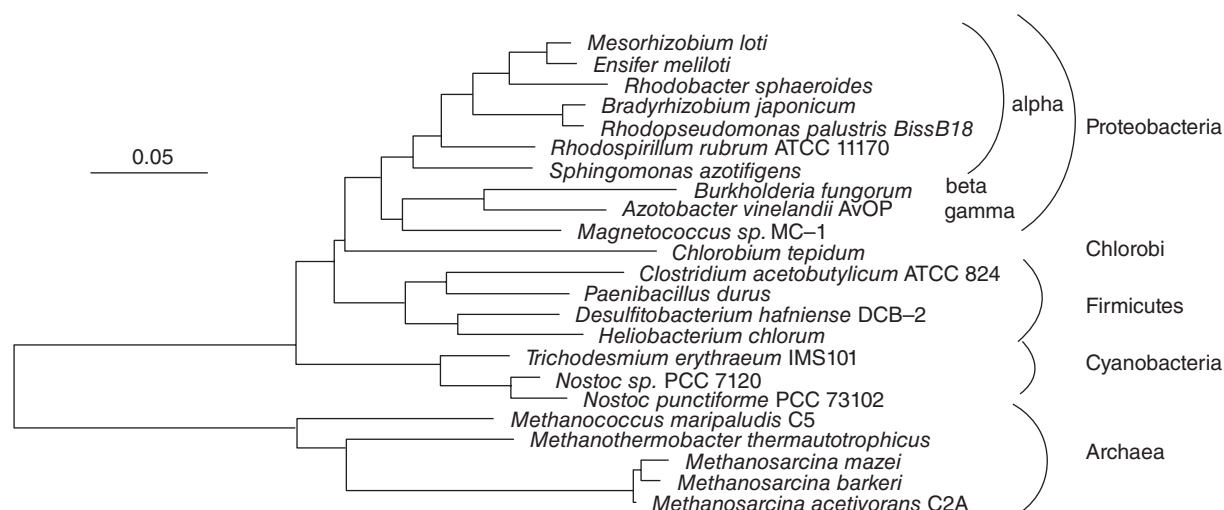 Mesorhizobium loti
Ensifer meliloti
Rhodobacter sphaeroides
Bradyrhizobium japonicum
alpha
Rhodopseudomonas palustris BissB18
Proteobacteria
Rhodospirillum rubrum ATCC 11170
0.05
Sphingomonas azotifigens
Burkholderia fungorum
beta
Azotobacter vinelandii AvOP
gamma
Magnetococcus sp. MC–1
Chlorobium tepidum
Chlorobi
Clostridium acetobutylicum ATCC 824
Paenibacillus durus
Firmicutes
Desulfitobacterium hafniense DCB–2
Heliobacterium chlorum
Trichodesmium erythraeum IMS101
Cyanobacteria
Nostoc sp. PCC 7120
Nostoc punctiforme PCC 73102
Methanococcus maripaludis C5
Methanothermobacter thermautotrophicus
Archaea
Methanosarcina mazei
Methanosarcina barkeri
Methanosarcina acetivorans C2A